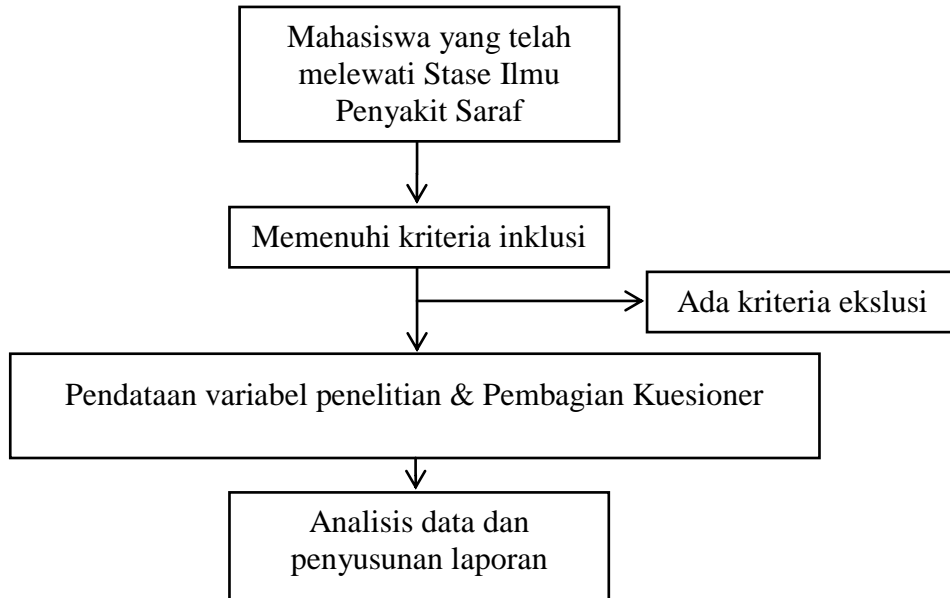 Mahasiswa yang telah
melewati Stase Ilmu
Penyakit Saraf
Memenuhi kriteria inklusi
Ada kriteria ekslusi
Pendataan variabel penelitian & Pembagian Kuesioner
Analisis data dan
penyusunan laporan